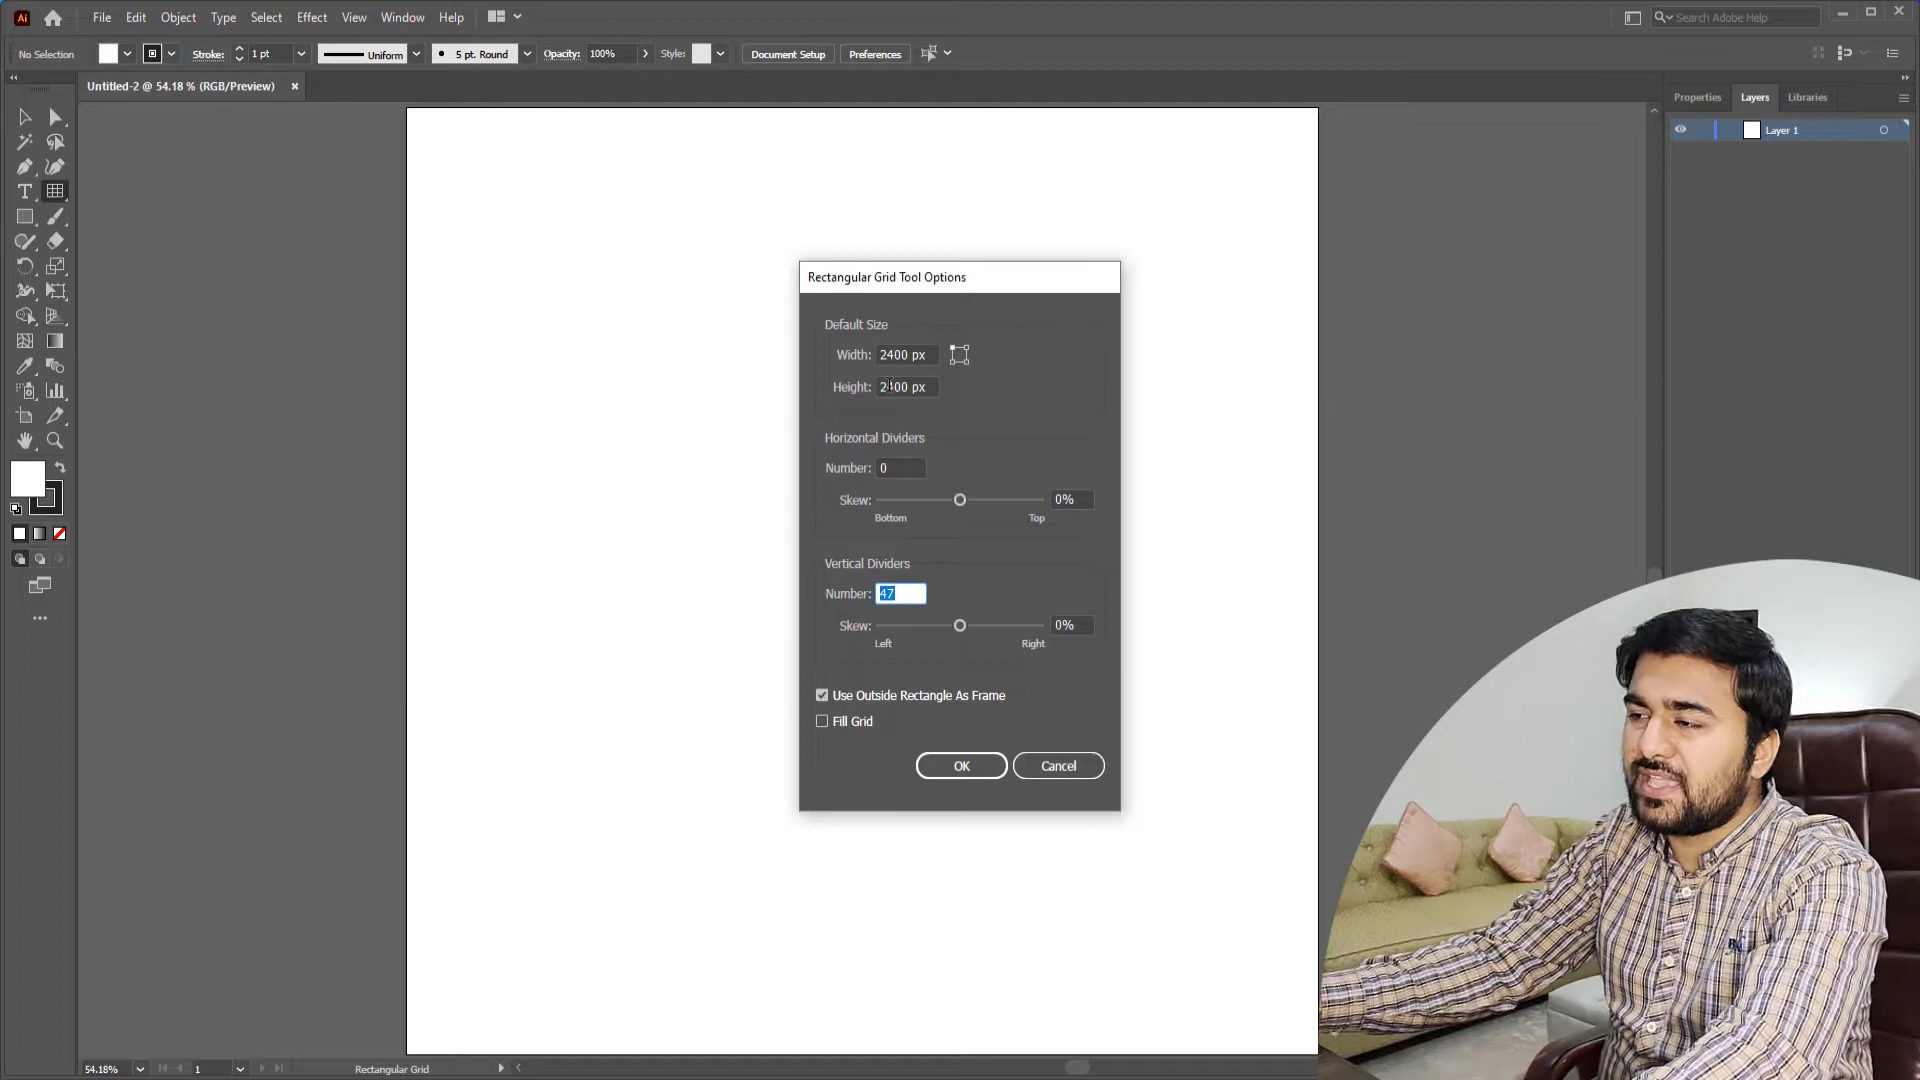 Ai File Edit Object Type Select Effect View Window Help Search Adobe Help
No Selection Stroke: 1 pt Uniform 5 pt. Round Opacity: 100% Style: Document Setup Preferences
Untitled-2 @ 54.18 % (RGB/Preview)
Properties Layers Libraries
Layer 1
Rectangular Grid Tool Options
Default Size
Width: 2400 px
Height: 2400 px
Horizontal Dividers
Number: 0
Skew: 0%
Bottom Top
Vertical Dividers
Number: 47
Skew: 0%
Left Right
Use Outside Rectangle As Frame
Fill Grid
OK Cancel
54.18% 1 Rectangular Grid